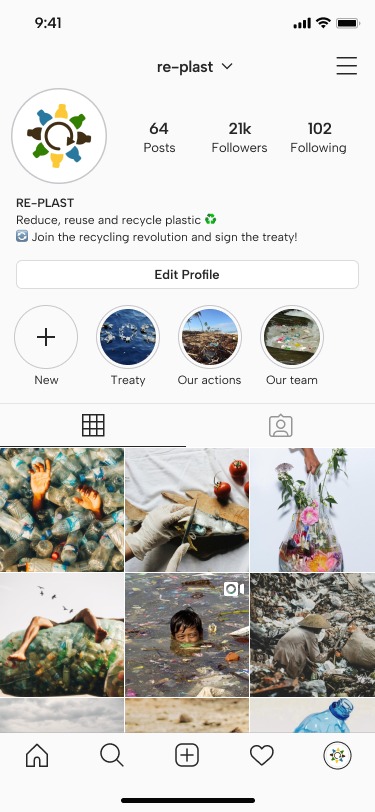 9:41
re-plast
64 21k 102
Posts Followers Following
RE-PLAST
Reduce, reuse and recycle plastic ♻️
🔄 Join the recycling revolution and sign the treaty!
Edit Profile
New Treaty Our actions Our team